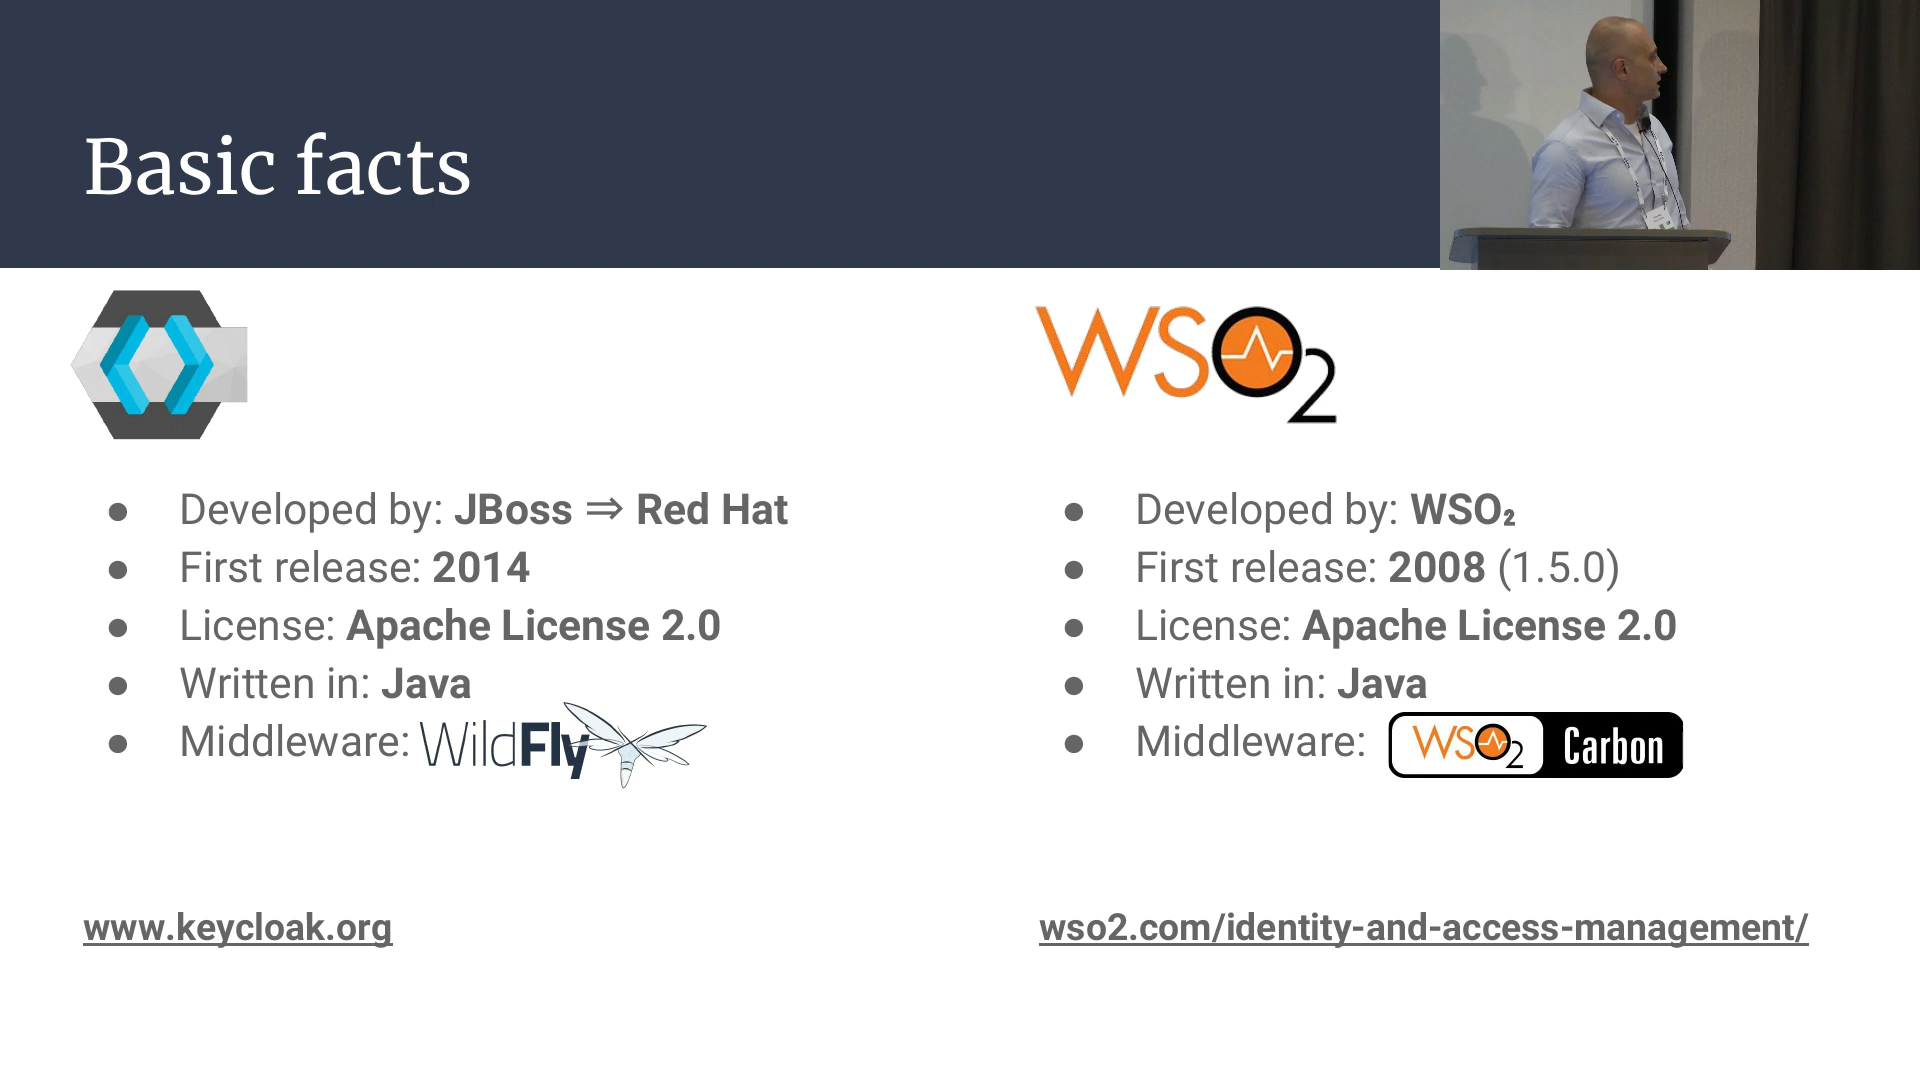 Basic facts
Developed by: JBoss ⇒ Red Hat
First release: 2014
License: Apache License 2.0
Written in: Java
Middleware: WildFly
www.keycloak.org
WSO2
Developed by: WSO₂
First release: 2008 (1.5.0)
License: Apache License 2.0
Written in: Java
Middleware: WSO2 Carbon
wso2.com/identity-and-access-management/